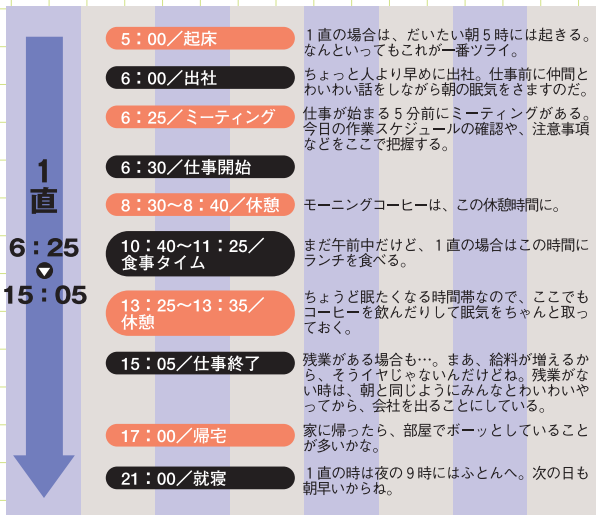 1
直
6：25
15：05
5：00／起床
1直の場合は、だいたい朝5時には起きる。
なんといってもこれが一番ツライ。
6：00／出社
ちょっと人より早めに出社。仕事前に仲間と
わいわい話をしながら朝の眠気をさますのだ。
6：25／ミーティング
仕事が始まる5分前にミーティングがある。
今日の作業スケジュールの確認や、注意事項
などをここで把握する。
6：30／仕事開始
8：30〜8：40／休憩
モーニングコーヒーは、この休憩時間に。
10：40〜11：25／
食事タイム
まだ午前中だけど、1直の場合はこの時間に
ランチを食べる。
13：25〜13：35／
休憩
ちょうど眠たくなる時間帯なので、ここでも
コーヒーを飲んだりして眠気をちゃんと取っ
ておく。
15：05／仕事終了
残業がある場合も…。まあ、給料が増えるか
ら、そうイヤじゃないんだけどね。残業がな
い時は、朝と同じようにみんなとわいわいや
ってから、会社を出ることにしている。
17：00／帰宅
家に帰ったら、部屋でボーッとしていること
が多いかな。
21：00／就寝
1直の時は夜の9時にはふとんへ。次の日も
朝早いからね。